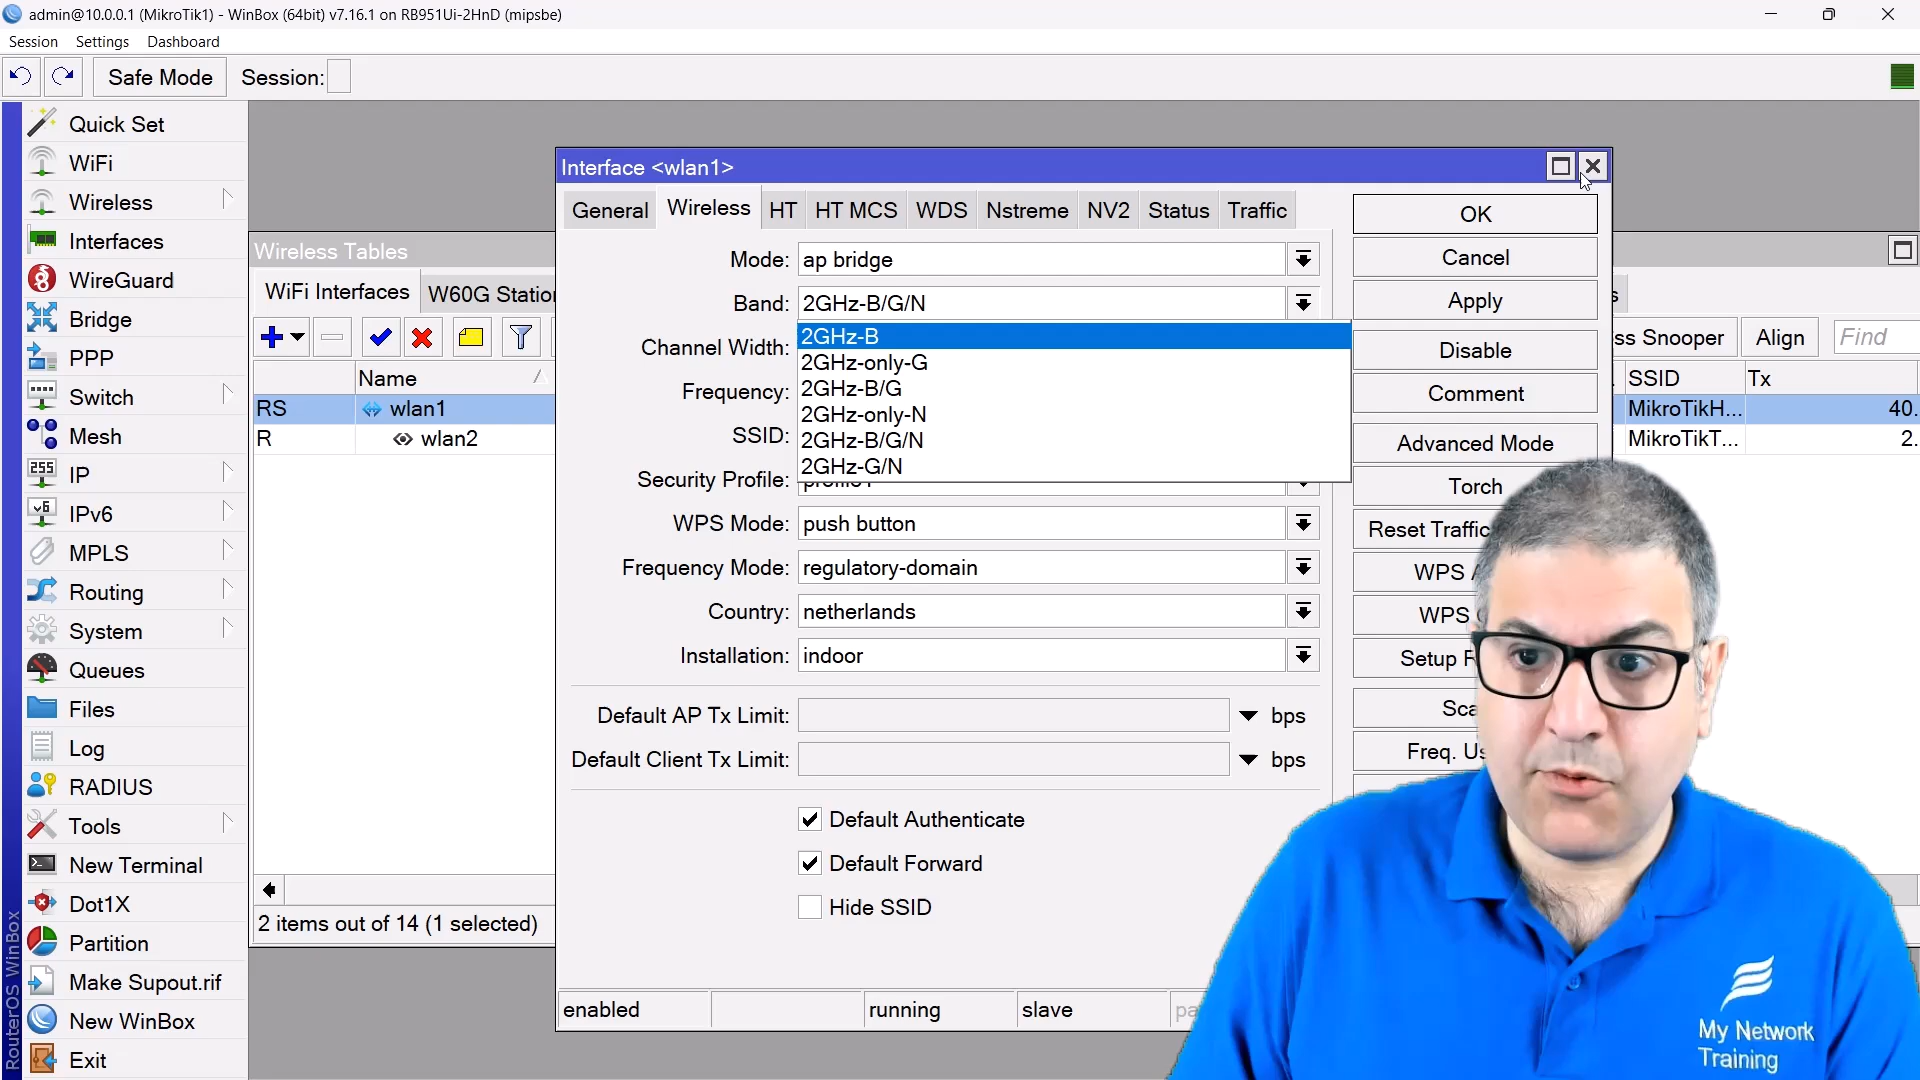 admin@10.0.0.1 (MikroTik1) - WinBox (64bit) v7.16.1 on RB951Ui-2HnD (mipsbe)
Session Settings Dashboard
Safe Mode Session:
Quick Set
WiFi
Wireless
Interfaces
WireGuard
Bridge
PPP
Switch
Mesh
IP
IPv6
MPLS
Routing
System
Queues
Files
Log
RADIUS
Tools
New Terminal
Dot1X
Partition
Make Supout.rif
New WinBox
Exit
RouterOS WinBox
Wireless Tables
WiFi Interfaces W60G Station
Name
RS wlan1
R wlan2
2 items out of 14 (1 selected)
Interface <wlan1>
General Wireless HT HT MCS WDS Nstreme NV2 Status Traffic
Mode: ap bridge
Band: 2GHz-B/G/N
2GHz-B
2GHz-only-G
2GHz-B/G
2GHz-only-N
2GHz-B/G/N
2GHz-G/N
Channel Width:
Frequency:
SSID:
Security Profile:
WPS Mode: push button
Frequency Mode: regulatory-domain
Country: netherlands
Installation: indoor
Default AP Tx Limit: bps
Default Client Tx Limit: bps
Default Authenticate
Default Forward
Hide SSID
enabled running slave
OK
Cancel
Apply
Disable
Comment
Advanced Mode
Torch
Reset Traffic
WPS
WPS
Setup
Freq.
Snooper Align Find
SSID Tx
MikroTikH... 40.
MikroTikT... 2.
My Network
Training